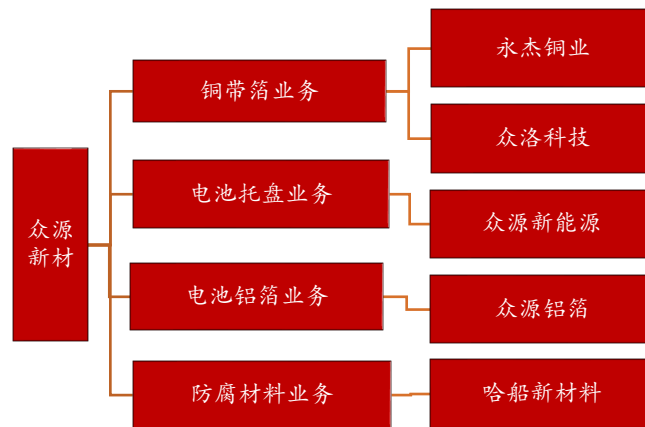 众源
新材
铜带箔业务
电池托盘业务
电池铝箔业务
防腐材料业务
永杰铜业
众洛科技
众源新能源
众源铝箔
哈船新材料